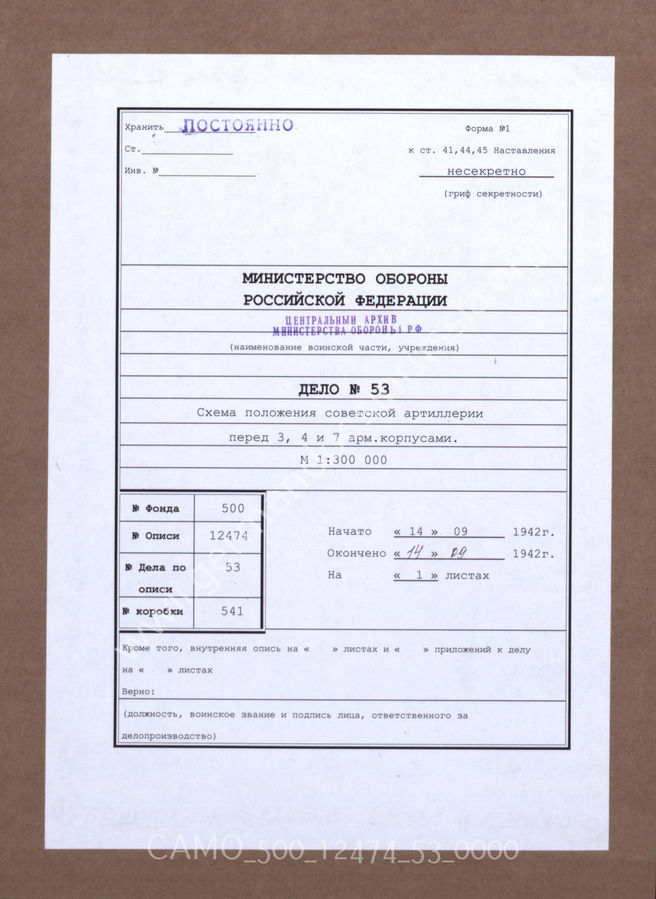 Хранить ПОСТОЯННО
Форма №1
Ст.
к ст. 41,44,45 Наставления
Инв. №
несекретно
(гриф секретности)
МИНИСТЕРСТВО ОБОРОНЫ
РОССИЙСКОЙ ФЕДЕРАЦИИ
ЦЕНТРАЛЬНЫЙ АРХИВ
МИНИСТЕРСТВА ОБОРОНЫ РФ
(наименование воинской части, учреждения)
ДЕЛО № 53
Схема положения советской артиллерии
перед 3, 4 и 7 арм.корпусами.
М 1:300 000
№ Фонда 500
№ Описи 12474
№ Дела по описи 53
№ коробки 541
Начато « 14 » 09 1942г.
Окончено « 14 » 09 1942г.
На « 1 » листах
Кроме того, внутренняя опись на « » листах и « » приложений к делу
на « » листах
Верно:
(должность, воинское звание и подпись лица, ответственного за
делопроизводство)
CAMO_500_12474_53_0000